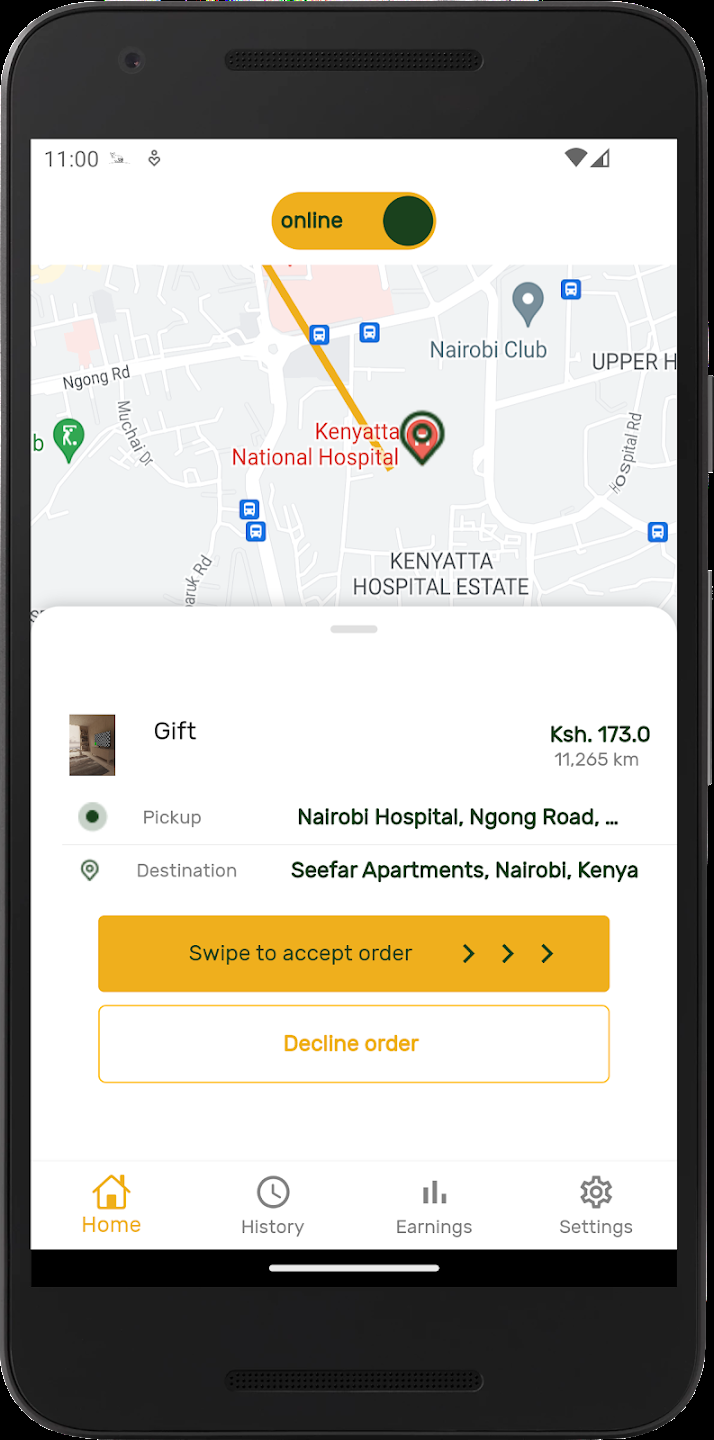 11:00
online
Nairobi Club
UPPER H
Ngong Rd
Muchai Dr
b
Kenyatta
National Hospital
Hospital Rd
KENYATTA
HOSPITAL ESTATE
aruk Rd
Gift
Ksh. 173.0
11,265 km
Pickup
Nairobi Hospital, Ngong Road, ...
Destination
Seefar Apartments, Nairobi, Kenya
Swipe to accept order
Decline order
Home
History
Earnings
Settings